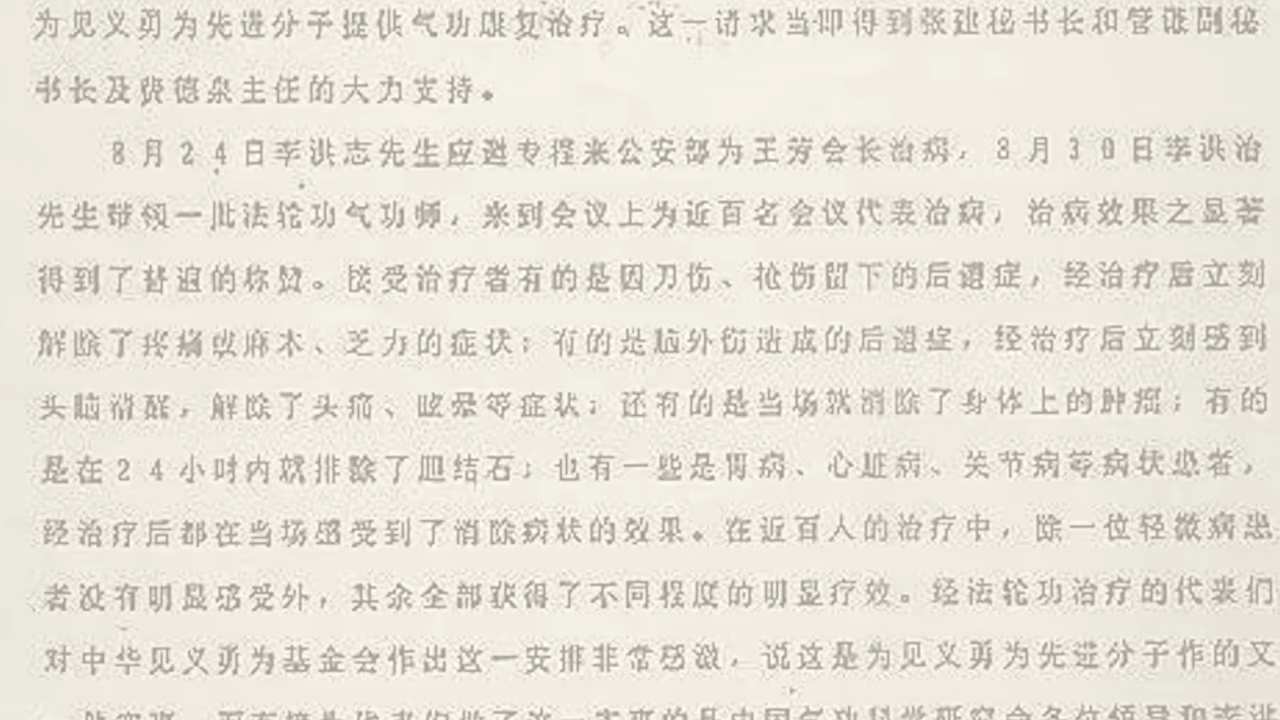 为见义勇为先进分子提供气功康复治疗。这一请求当即得到张建秘书长和管谳副秘
书长及费德泉主任的大力支持。
8月24日李洪志先生应邀专程来公安部为王芳会长治病,8月30日李洪治
先生带领一批法轮功气功师,来到会议上为近百名会议代表治病,治病效果之显著
得到了普遍的称赞。接受治疗者有的是因刀伤、枪伤留下的后遗症,经治疗后立刻
解除了疼痛或麻木、乏力的症状;有的是脑外伤造成的后遗症,经治疗后立刻感到
头脑清醒,解除了头痛、眩晕等症状;还有的是当场就消除了身体上的肿瘤;有的
是在24小时内就排除了胆结石;也有一些是胃病、心脏病、关节病等病状患者,
经治疗后都在当场感受到了消除病状的效果。在近百人的治疗中,除一位轻微病患
者没有明显感受外,其余全部获得了不同程度的明显疗效。经法轮功治疗的代表们
对中华见义勇为基金会作出这一安排非常感激,说这是为见义勇为先进分子作的又